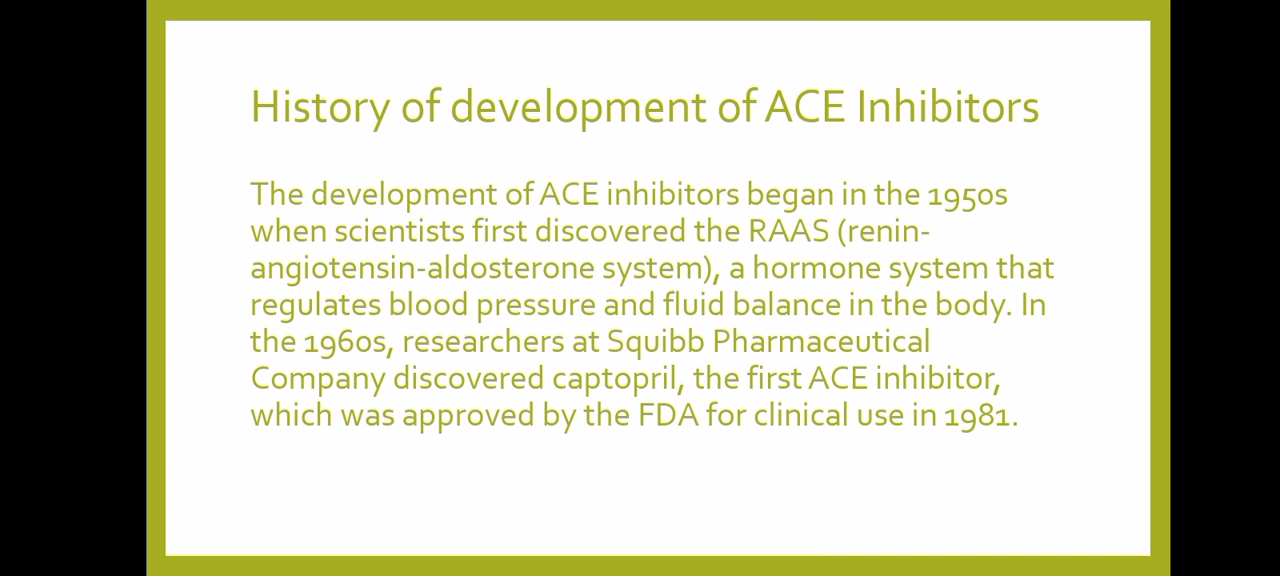 History of development of ACE Inhibitors
The development of ACE inhibitors began in the 1950s
when scientists first discovered the RAAS (renin-
angiotensin-aldosterone system), a hormone system that
regulates blood pressure and fluid balance in the body. In
the 1960s, researchers at Squibb Pharmaceutical
Company discovered captopril, the first ACE inhibitor,
which was approved by the FDA for clinical use in 1981.